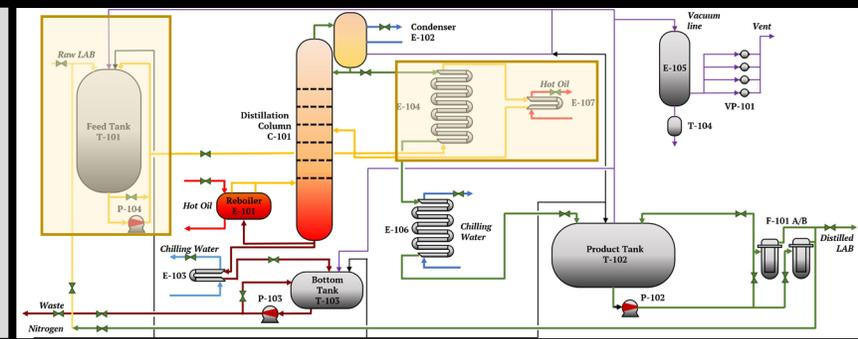 Raw LAB
Feed Tank
T-101
P-104
Condenser
E-102
Distillation
Column
C-101
Hot Oil
Reboiler
E-101
Chilling Water
E-103
Bottom
Tank
T-103
P-103
Waste
Nitrogen
E-104
Hot Oil
E-107
E-106
Chilling
Water
Vacuum
line
Vent
E-105
VP-101
T-104
Product Tank
T-102
P-102
F-101 A/B
Distilled
LAB